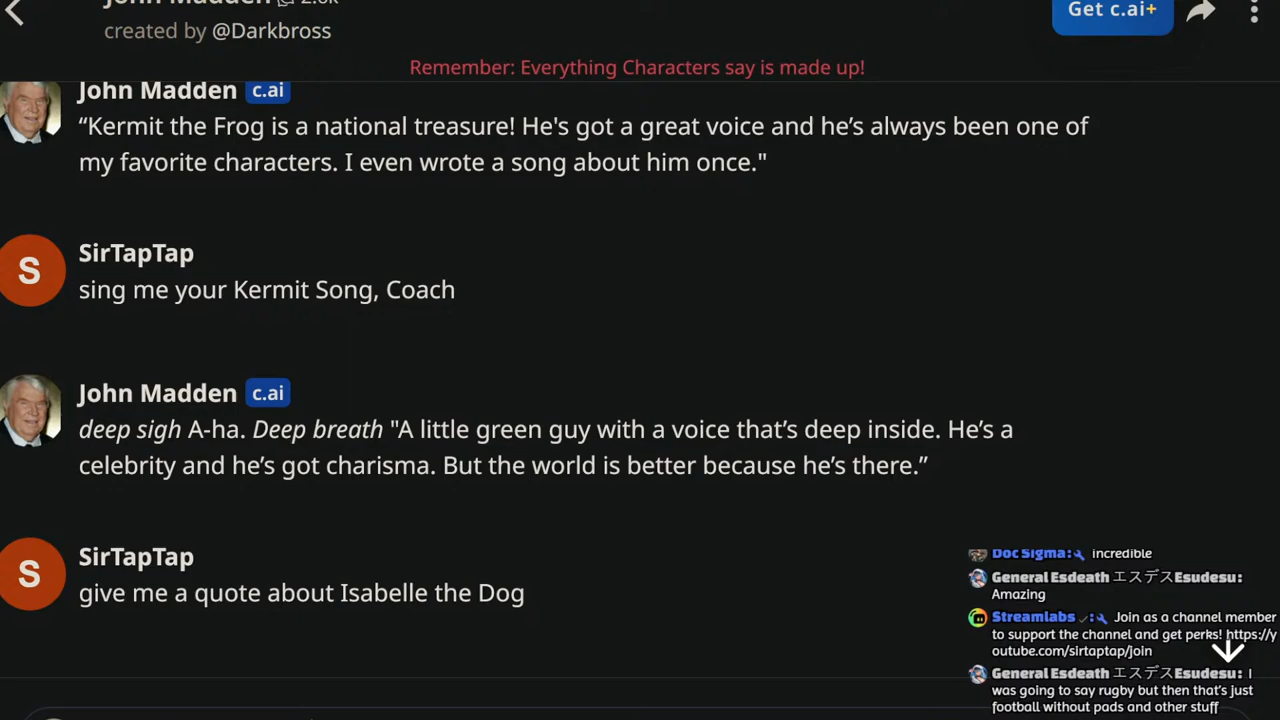 John Madden 2.0k
Get c.ai+
created by @Darkbross
Remember: Everything Characters say is made up!
John Madden c.ai
“Kermit the Frog is a national treasure! He's got a great voice and he’s always been one of
my favorite characters. I even wrote a song about him once."
S
SirTapTap
sing me your Kermit Song, Coach
John Madden c.ai
deep sigh A-ha. Deep breath "A little green guy with a voice that’s deep inside. He’s a
celebrity and he’s got charisma. But the world is better because he’s there.”
S
SirTapTap
give me a quote about Isabelle the Dog
Doc Sigma: incredible
General Esdeath エスデスEsudesu:
Amazing
Streamlabs : Join as a channel member
to support the channel and get perks! https://y
outube.com/sirtaptap/join
General Esdeath エスデスEsudesu: I
was going to say rugby but then that's just
football without pads and other stuff